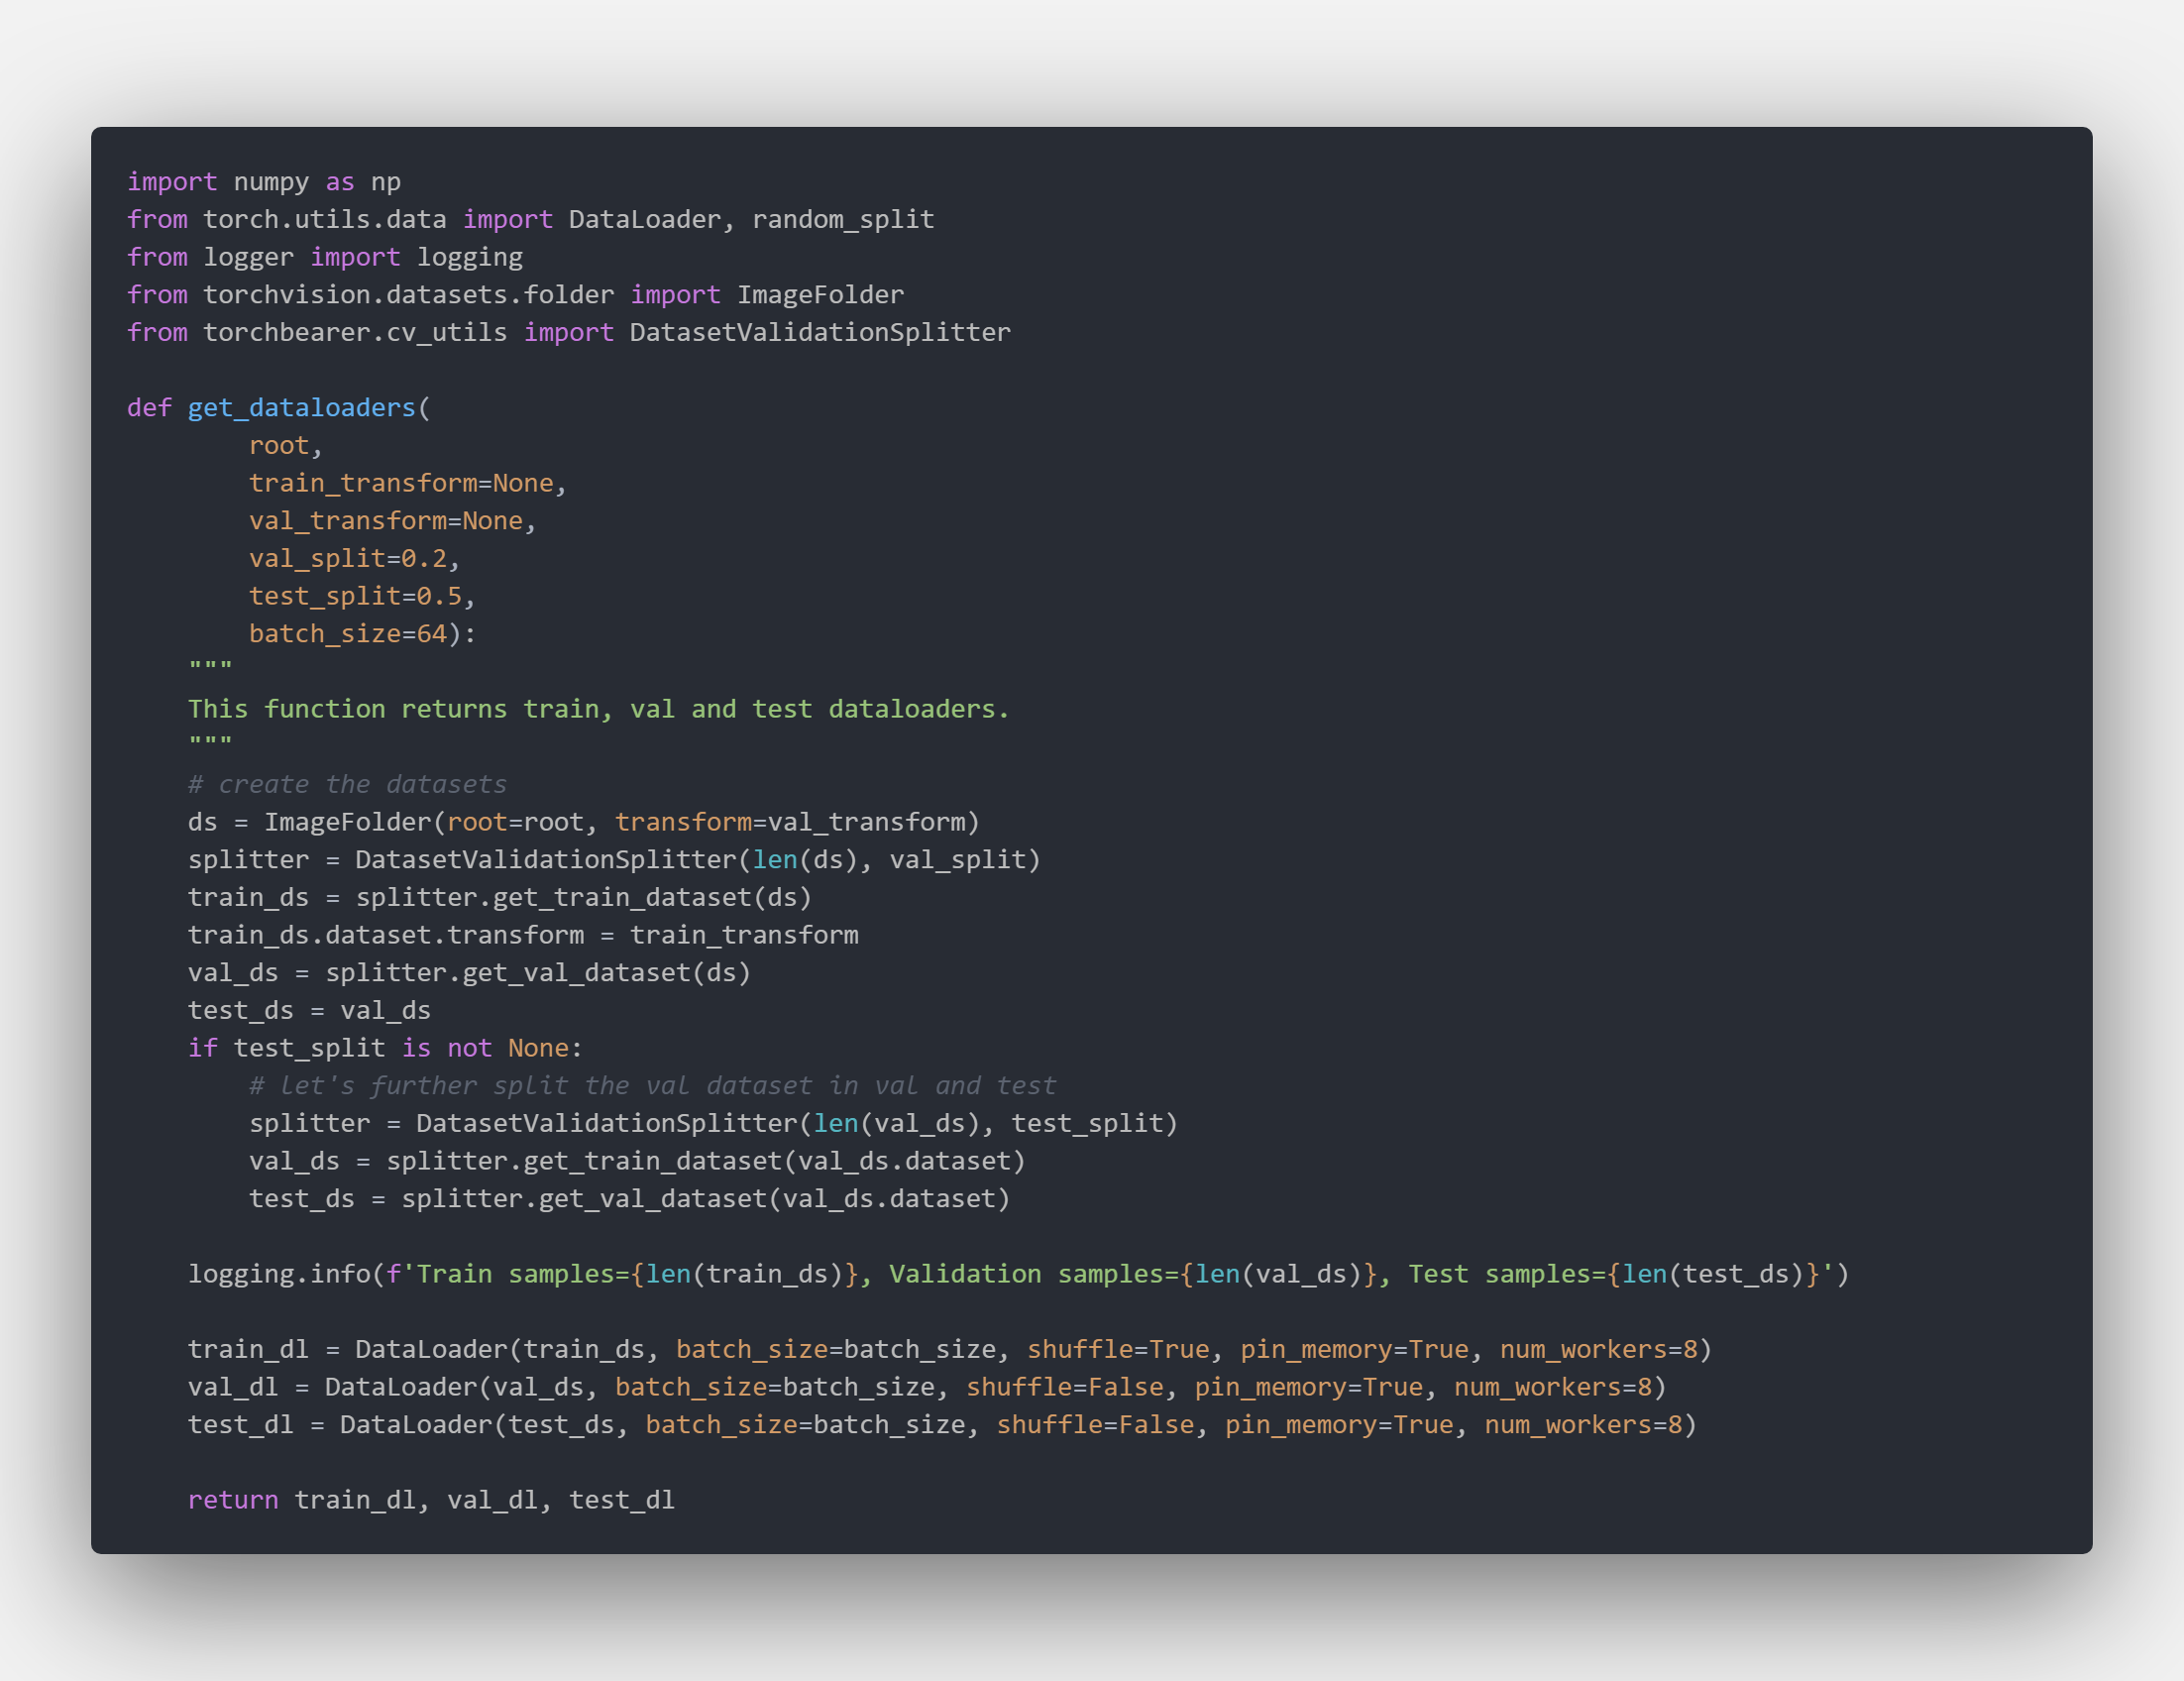 import numpy as np
from torch.utils.data import DataLoader, random_split
from logger import logging
from torchvision.datasets.folder import ImageFolder
from torchbearer.cv_utils import DatasetValidationSplitter

def get_dataloaders(
        root,
        train_transform=None,
        val_transform=None,
        val_split=0.2,
        test_split=0.5,
        batch_size=64):
    """
    This function returns train, val and test dataloaders.
    """
    # create the datasets
    ds = ImageFolder(root=root, transform=val_transform)
    splitter = DatasetValidationSplitter(len(ds), val_split)
    train_ds = splitter.get_train_dataset(ds)
    train_ds.dataset.transform = train_transform
    val_ds = splitter.get_val_dataset(ds)
    test_ds = val_ds
    if test_split is not None:
        # let's further split the val dataset in val and test
        splitter = DatasetValidationSplitter(len(val_ds), test_split)
        val_ds = splitter.get_train_dataset(val_ds.dataset)
        test_ds = splitter.get_val_dataset(val_ds.dataset)

    logging.info(f'Train samples={len(train_ds)}, Validation samples={len(val_ds)}, Test samples={len(test_ds)}')

    train_dl = DataLoader(train_ds, batch_size=batch_size, shuffle=True, pin_memory=True, num_workers=8)
    val_dl = DataLoader(val_ds, batch_size=batch_size, shuffle=False, pin_memory=True, num_workers=8)
    test_dl = DataLoader(test_ds, batch_size=batch_size, shuffle=False, pin_memory=True, num_workers=8)

    return train_dl, val_dl, test_dl